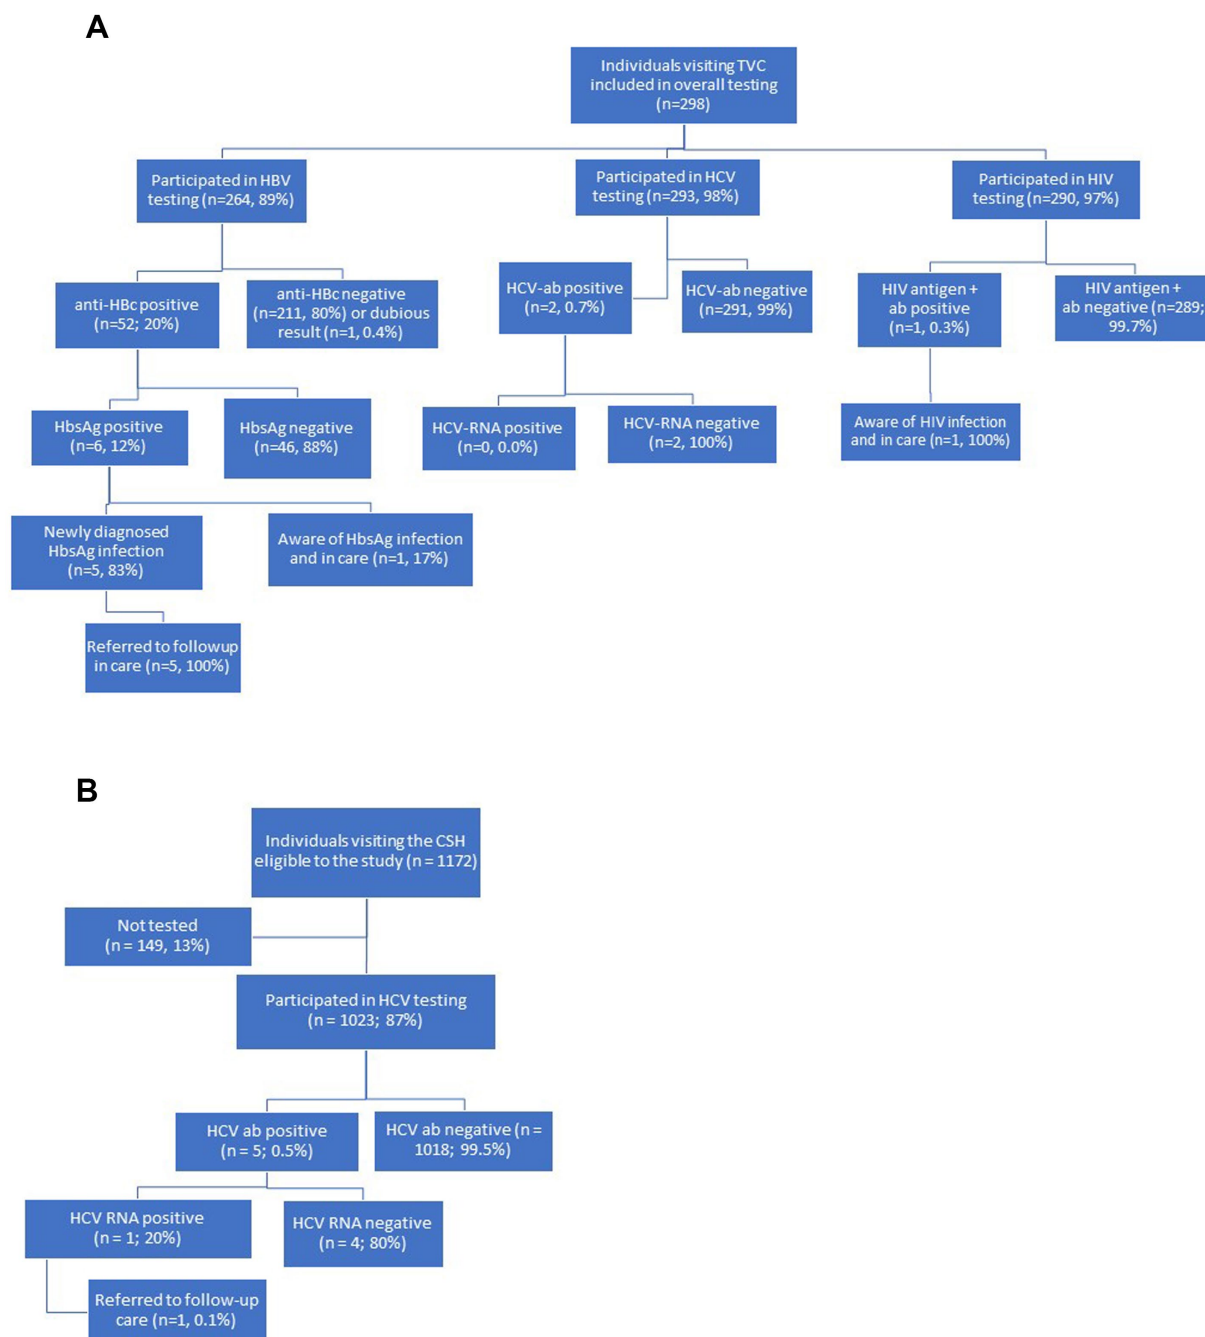 A
Individuals visiting TVC
included in overall testing
(n=298)
Participated in HBV
testing (n=264, 89%)
Participated in HCV
testing (n=293, 98%)
Participated in HIV
testing (n=290, 97%)
anti-HBc positive
(n=52; 20%)
anti-HBc negative
(n=211, 80%) or dubious
result (n=1, 0.4%)
HCV-ab positive
(n=2, 0.7%)
HCV-ab negative
(n=291, 99%)
HIV antigen +
ab positive
(n=1, 0.3%)
HIV antigen +
ab negative (n=289;
99.7%)
HbsAg positive
(n=6, 12%)
HbsAg negative
(n=46, 88%)
HCV-RNA positive
(n=0, 0.0%)
HCV-RNA negative
(n=2, 100%)
Aware of HIV infection
and in care (n=1, 100%)
Newly diagnosed
HbsAg infection
(n=5, 83%)
Aware of HbsAg infection
and in care (n=1, 17%)
Referred to followup
in care (n=5, 100%)
B
Individuals visiting the CSH
eligible to the study (n = 1172)
Not tested
(n = 149, 13%)
Participated in HCV testing
(n = 1023; 87%)
HCV ab positive
(n = 5; 0.5%)
HCV ab negative (n =
1018; 99.5%)
HCV RNA positive
(n = 1; 20%)
HCV RNA negative
(n = 4; 80%)
Referred to follow-up
care (n=1, 0.1%)